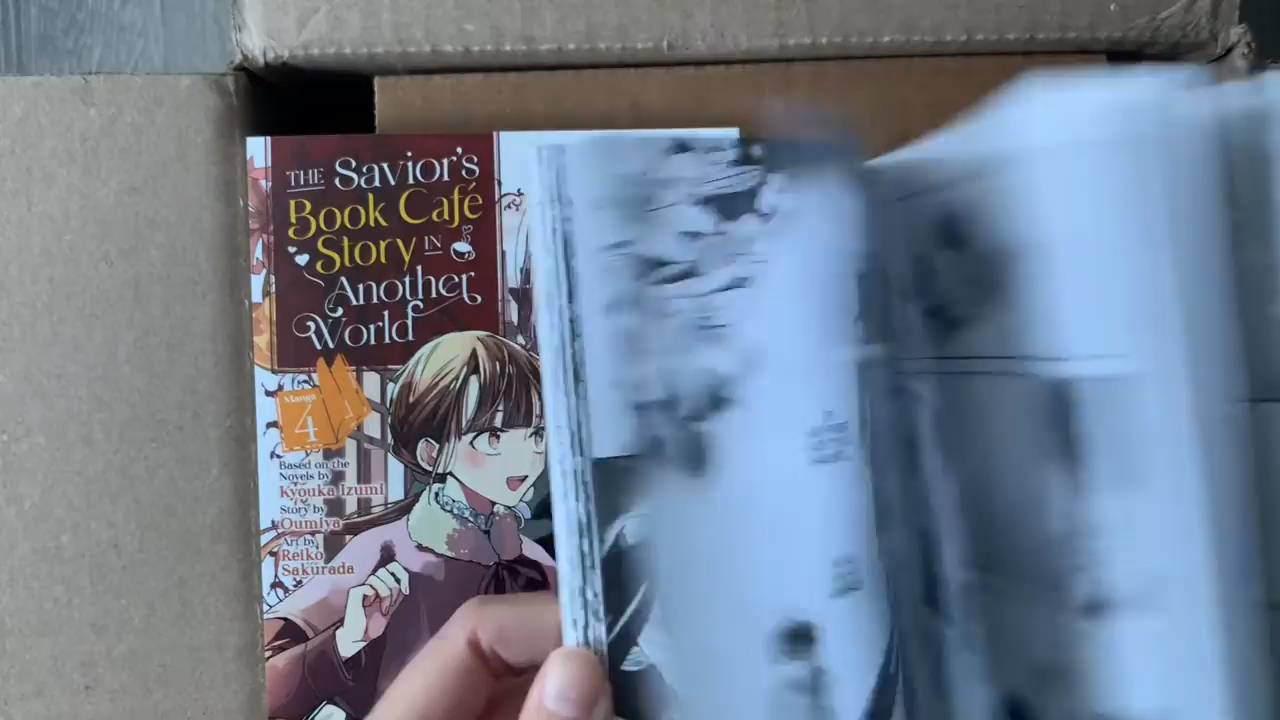 THE Savior's
Book Café
Story IN
Another
World
Manga
4
Based on the
Novels by
Kyouka Izumi
Story by
Oumiya
Art by
Reiko
Sakurada